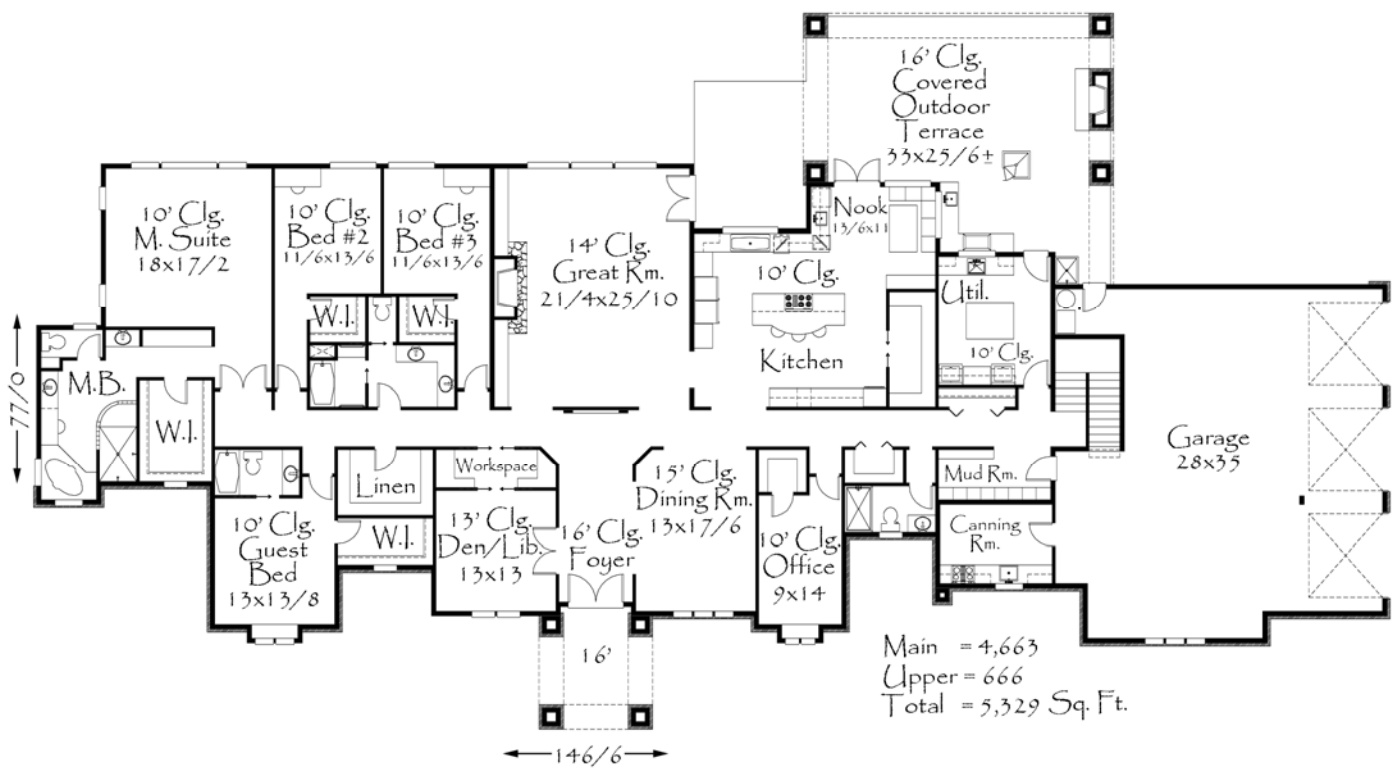 16' Clg.
Covered
Outdoor
Terrace
33x25/6±
10' Clg.
M. Suite
18x17/2
10' Clg.
Bed #2
11/6x13/6
10' Clg.
Bed #3
11/6x13/6
14' Clg.
Great Rm.
21/4x25/10
Nook
13/6x11
10' Clg.
Kitchen
Util.
10' Clg.
W.I.
W.I.
M.B.
W.I.
77/0
Linen
Workspace
W.I.
10' Clg.
Guest
Bed
13x13/8
13' Clg.
Den/Lib.
13x13
16' Clg.
Foyer
15' Clg.
Dining Rm.
13x17/6
10' Clg.
Office
9x14
Mud Rm.
Canning
Rm.
Garage
28x35
16'
Main = 4,663
Upper = 666
Total = 5,329 Sq. Ft.
146/6